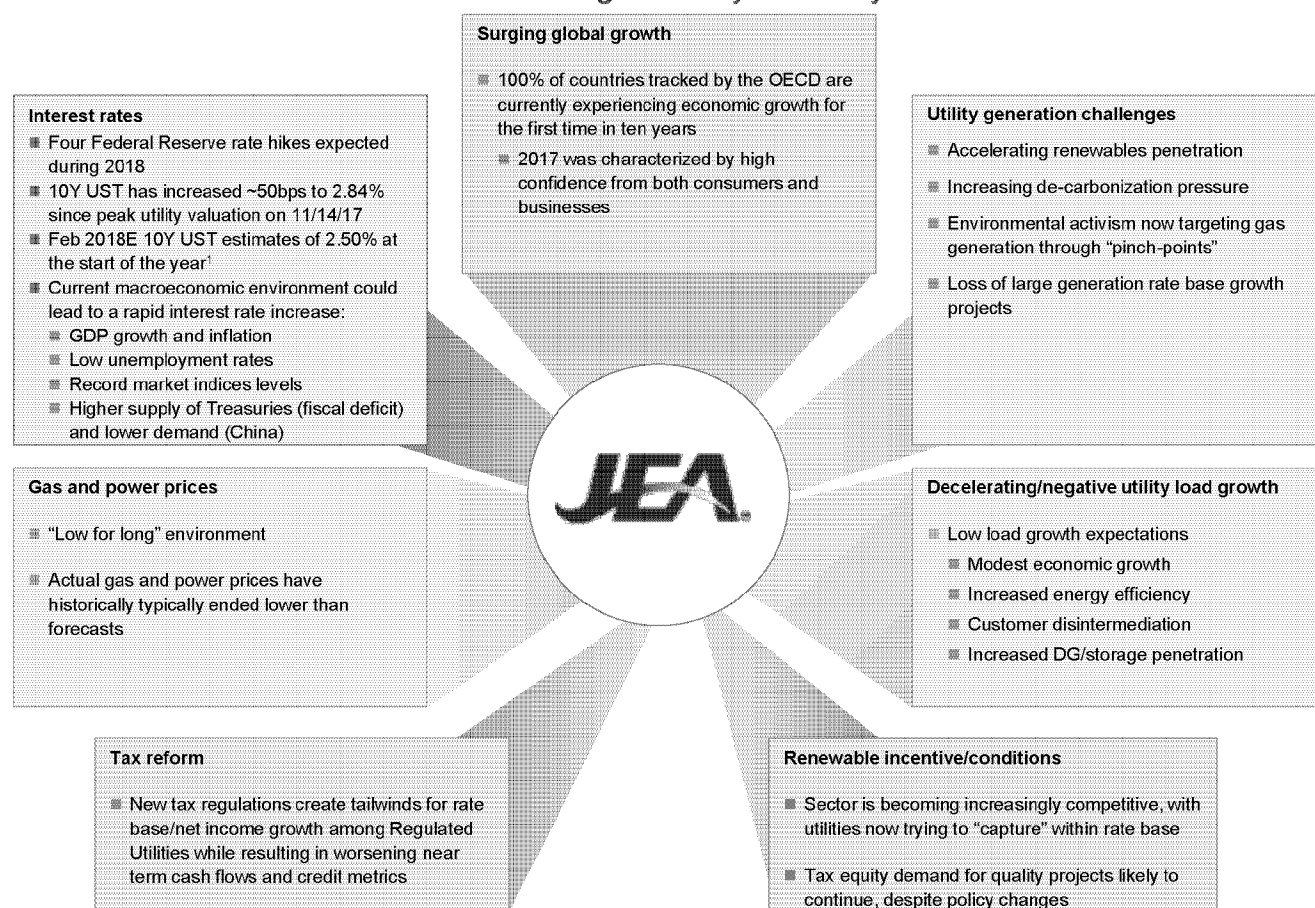 Surging global growth
100% of countries tracked by the OECD are
currently experiencing economic growth for
the first time in ten years
2017 was characterized by high
confidence from both consumers and
businesses
Interest rates
Four Federal Reserve rate hikes expected
during 2018
10Y UST has increased ~50bps to 2.84%
since peak utility valuation on 11/14/17
Feb 2018E 10Y UST estimates of 2.50% at
the start of the year¹
Current macroeconomic environment could
lead to a rapid interest rate increase:
GDP growth and inflation
Low unemployment rates
Record market indices levels
Higher supply of Treasuries (fiscal deficit)
and lower demand (China)
Utility generation challenges
Accelerating renewables penetration
Increasing de-carbonization pressure
Environmental activism now targeting gas
generation through “pinch-points”
Loss of large generation rate base growth
projects
JEA
Gas and power prices
“Low for long” environment
Actual gas and power prices have
historically typically ended lower than
forecasts
Decelerating/negative utility load growth
Low load growth expectations
Modest economic growth
Increased energy efficiency
Customer disintermediation
Increased DG/storage penetration
Tax reform
New tax regulations create tailwinds for rate
base/net income growth among Regulated
Utilities while resulting in worsening near
term cash flows and credit metrics
Renewable incentive/conditions
Sector is becoming increasingly competitive, with
utilities now trying to “capture” within rate base
Tax equity demand for quality projects likely to
continue, despite policy changes